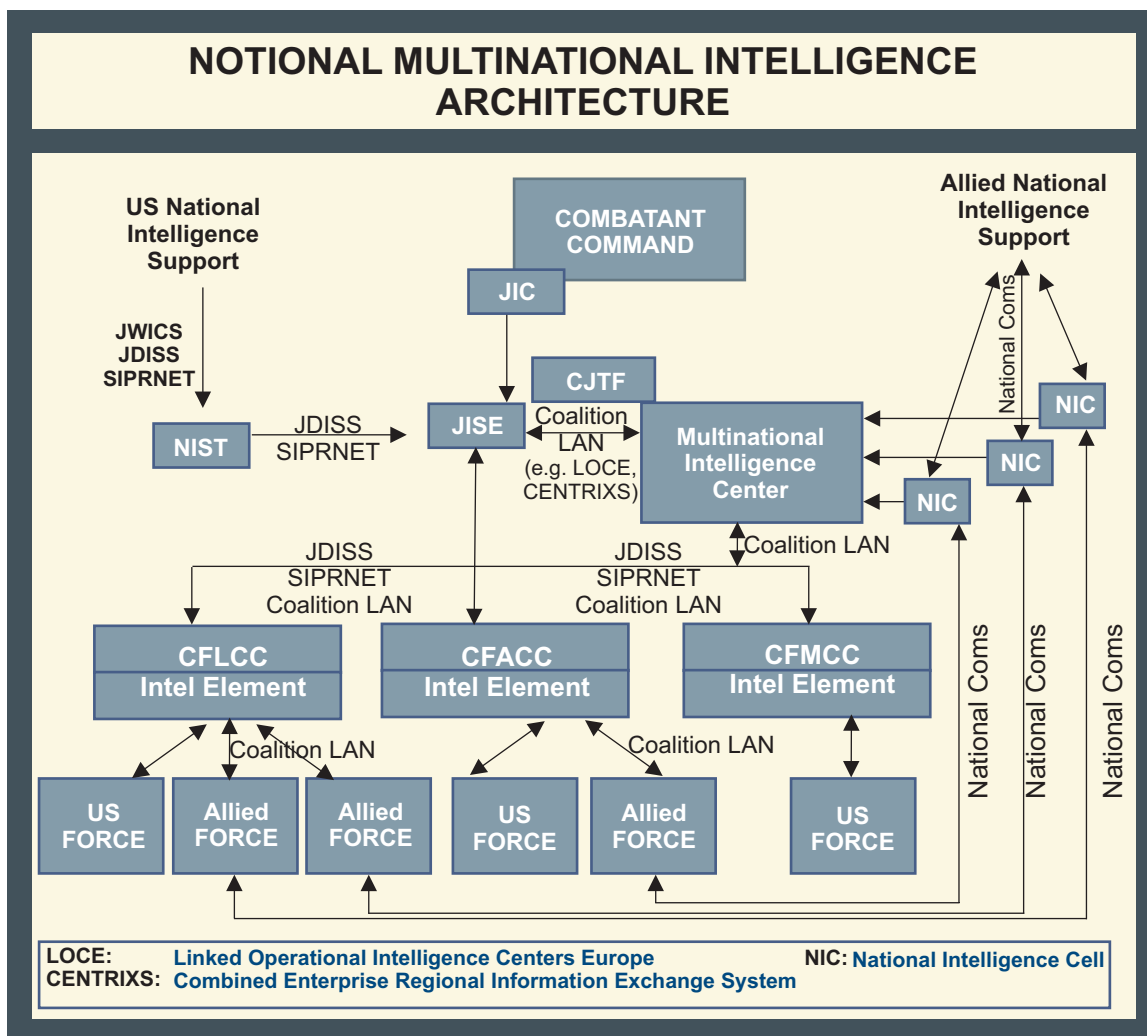 NOTIONAL MULTINATIONAL INTELLIGENCE
ARCHITECTURE
US National
Intelligence
Support
COMBATANT
COMMAND
JIC
Allied National
Intelligence
Support
JWICS
JDISS
SIPRNET
National Coms
CJTF
NIST
JDISS
SIPRNET
JISE
Coalition
LAN
(e.g. LOCE,
CENTRIXS)
Multinational
Intelligence
Center
NIC
NIC
NIC
Coalition LAN
JDISS
SIPRNET
Coalition LAN
JDISS
SIPRNET
Coalition LAN
CFLCC
Intel Element
CFACC
Intel Element
CFMCC
Intel Element
National Coms
National Coms
National Coms
Coalition LAN
Coalition LAN
US
FORCE
Allied
FORCE
Allied
FORCE
US
FORCE
Allied
FORCE
US
FORCE
LOCE: Linked Operational Intelligence Centers Europe NIC: National Intelligence Cell
CENTRIXS: Combined Enterprise Regional Information Exchange System